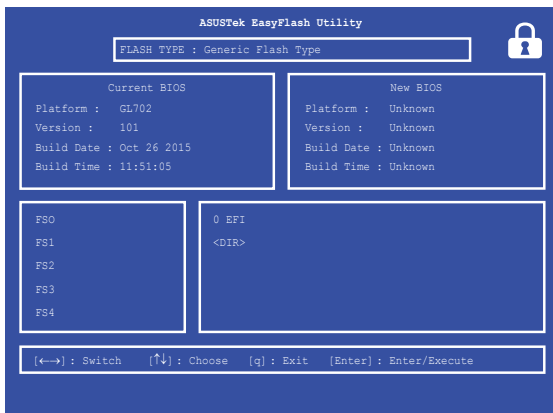 ASUSTek EasyFlash Utility
FLASH TYPE : Generic Flash Type
Current BIOS
Platform : GL702
Version : 101
Build Date : Oct 26 2015
Build Time : 11:51:05
New BIOS
Platform : Unknown
Version : Unknown
Build Date : Unknown
Build Time : Unknown
FSO
FS1
FS2
FS3
FS4
0 EFI
<DIR>
[←→] : Switch [↑↓] : Choose [q] : Exit [Enter] : Enter/Execute